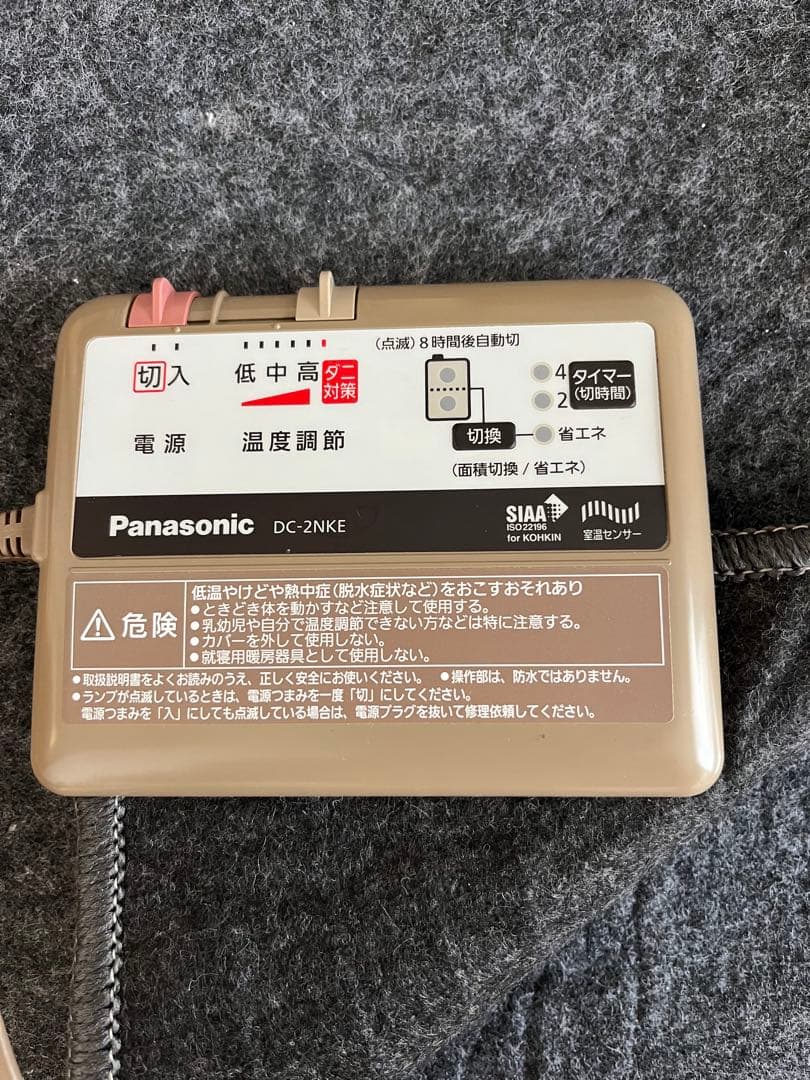 (点滅)8時間後自動切
切 入
低 中 高 ダニ対策
4 タイマー
2 (切時間)
切換 省エネ
電源 温度調節
(面積切換/省エネ)
Panasonic DC-2NKE
SIAA
ISO22196
for KOHKIN
室温センサー
危険
低温やけどや熱中症(脱水症状など)をおこすおそれあり
●ときどき体を動かすなど注意して使用する。
●乳幼児や自分で温度調節できない方などは特に注意する。
●カバーを外して使用しない。
●就寝用暖房器具として使用しない。
●取扱説明書をよくお読みのうえ、正しく安全にお使いください。 ●操作部は、防水ではありません。
●ランプが点滅しているときは、電源つまみを一度「切」にしてください。
電源つまみを「入」にしても点滅している場合は、電源プラグを抜いて修理依頼してください。